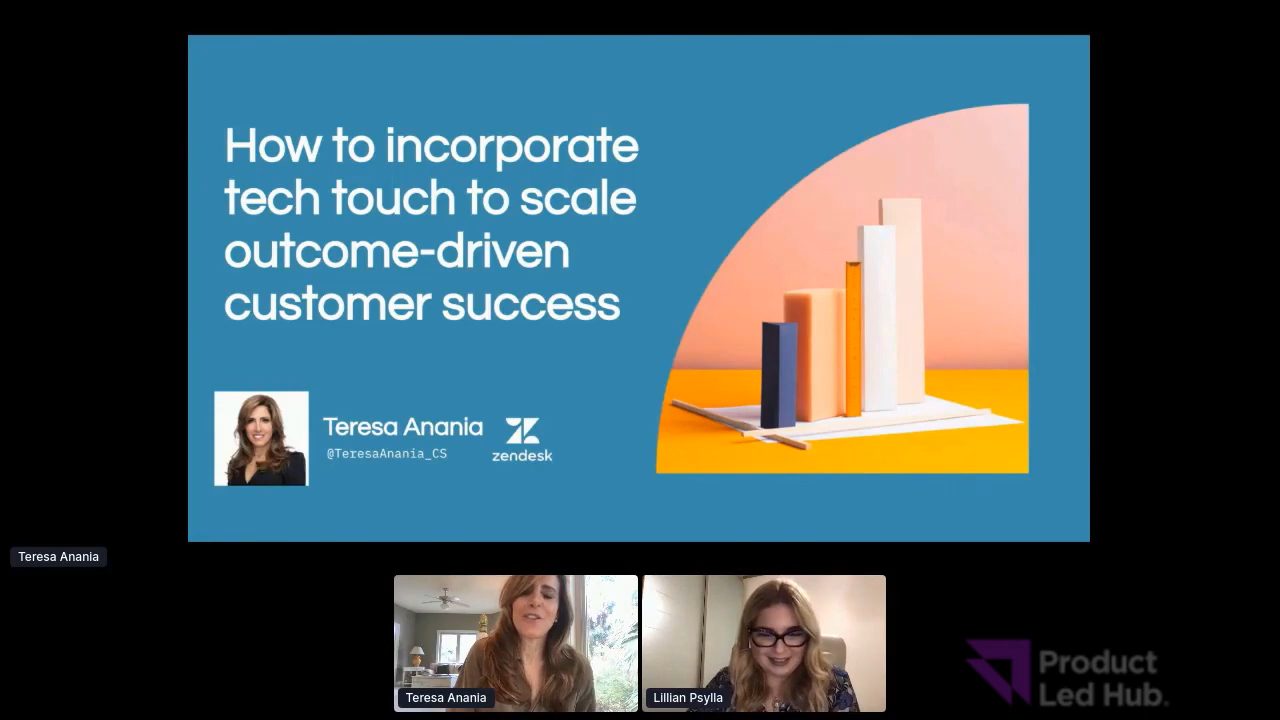 How to incorporate
tech touch to scale
outcome-driven
customer success
Teresa Anania
@TeresaAnania_CS
zendesk
Teresa Anania
Teresa Anania
Lillian Psylla
Product
Led Hub.